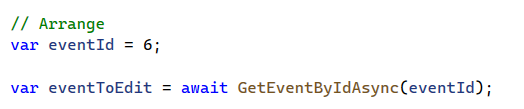 // Arrange
var eventId = 6;
var eventToEdit = await GetEventByIdAsync(eventId);